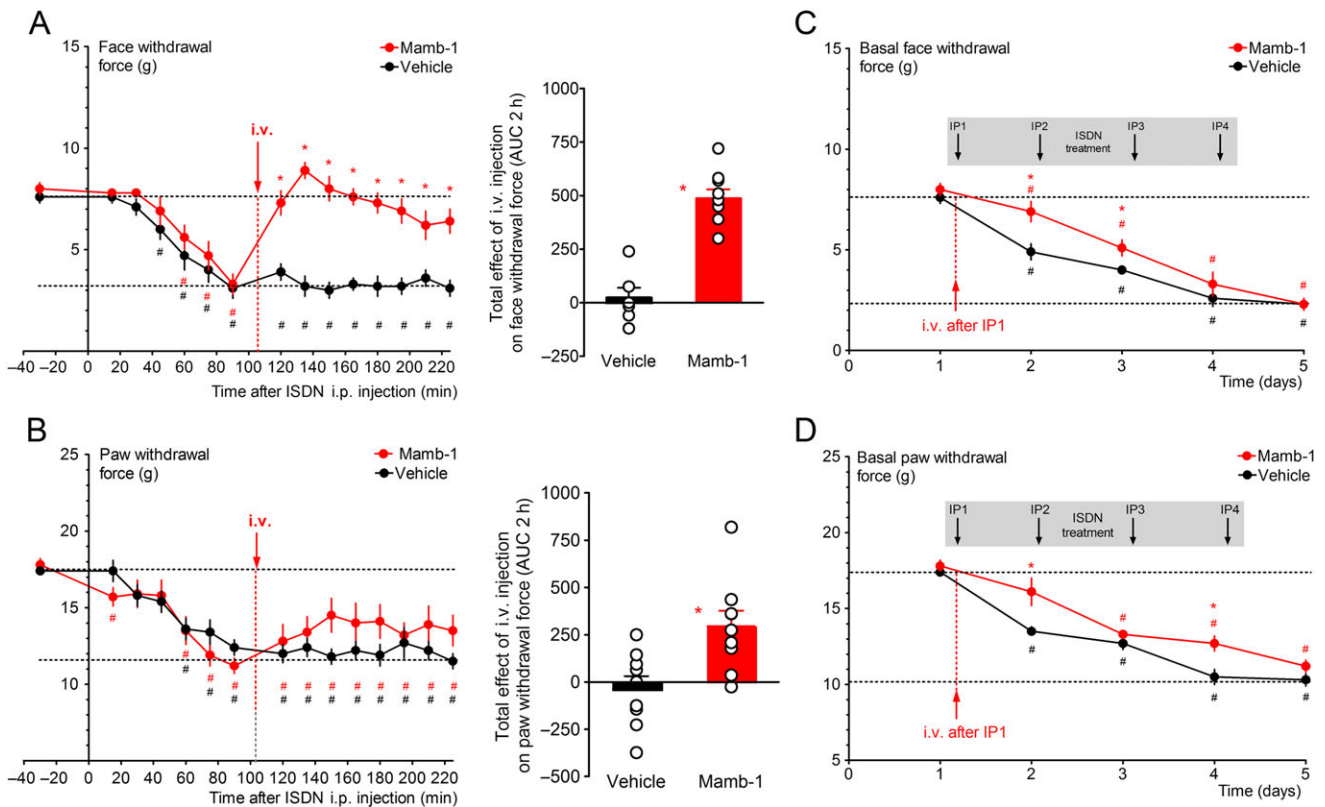 A
Face withdrawal
force (g)
Mamb-1
Vehicle
15
10
5
i.v.
* * * * * * * *
#
# # #
# # #
# # # # # # # #
–40 –20 0 20 40 60 80 100 120 140 160 180 200 220
Time after ISDN i.p. injection (min)
Total effect of i.v. injection
on face withdrawal force (AUC 2 h)
1000
750
500
250
0
–250
*
Vehicle
Mamb-1
C
Basal face withdrawal
force (g)
Mamb-1
Vehicle
15
10
5
0
IP1 IP2 IP3 IP4
ISDN
treatment
* *
# # # #
# # # #
i.v. after IP1
0 1 2 3 4 5
Time (days)
B
Paw withdrawal
force (g)
Mamb-1
Vehicle
25
20
15
10
i.v.
#
# # # # # # # # # # #
# # # # # # # # # # #
–40 –20 0 20 40 60 80 100 120 140 160 180 200 220
Time after ISDN i.p. injection (min)
Total effect of i.v. injection
on paw withdrawal force (AUC 2 h)
1000
750
500
250
0
–250
–500
*
Vehicle
Mamb-1
D
Basal paw withdrawal
force (g)
Mamb-1
Vehicle
25
20
15
10
5
IP1 IP2 IP3 IP4
ISDN
treatment
* *
# # #
# # # #
i.v. after IP1
0 1 2 3 4 5
Time (days)